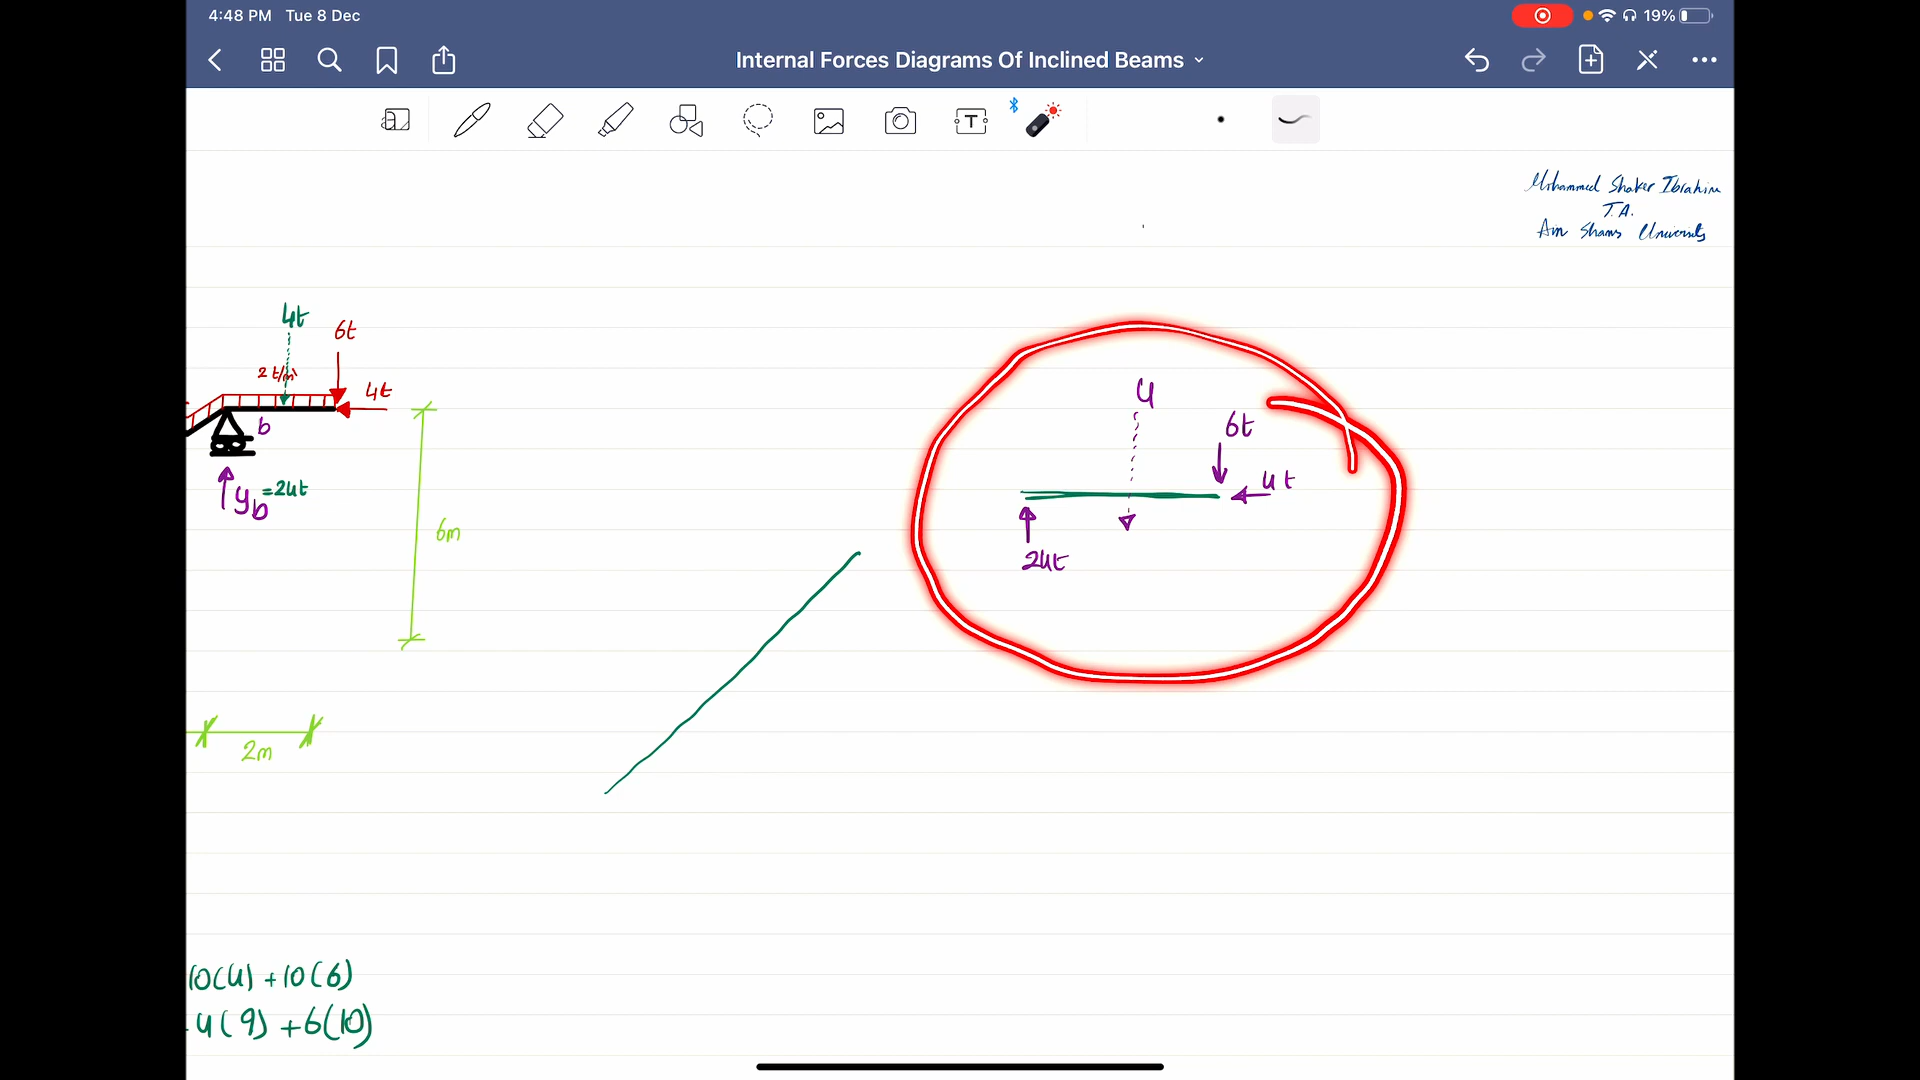 4:48 PM Tue 8 Dec
19%
Internal Forces Diagrams Of Inclined Beams
T
Mohammed Shaker Ibrahim
T.A.
Ain Shams University
4t
6t
2 t/m\
4t
b
yb =24t
6m
2m
4
6t
4t
24t
10(4) +10(6)
4(9) +6(10)